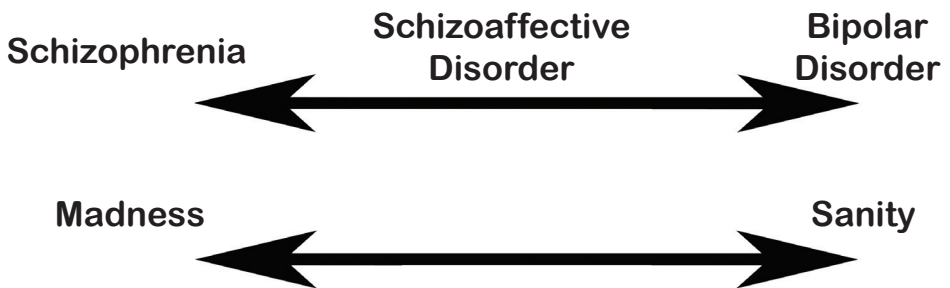 Schizophrenia
Schizoaffective
Disorder
Bipolar
Disorder
Madness
Sanity